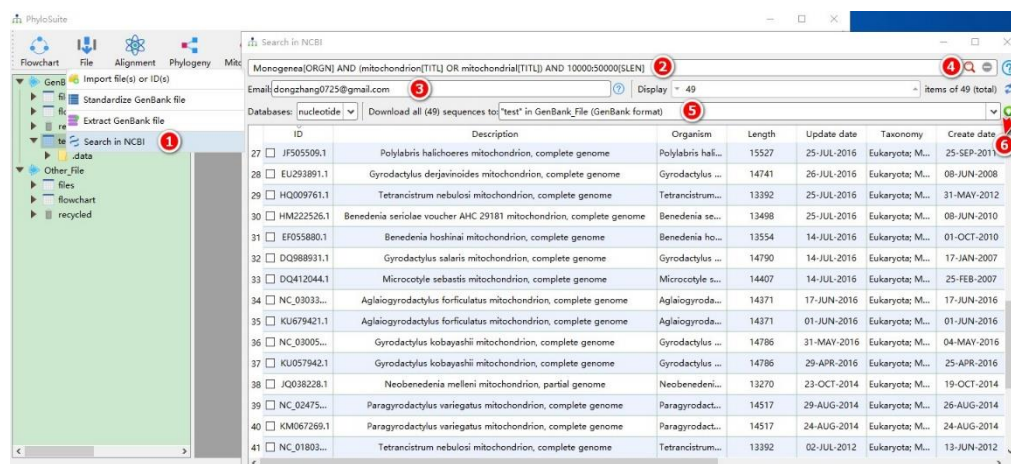 PhyloSuite
Flowchart File Alignment Phylogeny
Import file(s) or ID(s)
Standardize GenBank file
Extract GenBank file
Search in NCBI 1
.data
Other_File
files
flowchart
recycled
Search in NCBI
Monogenea[ORGN] AND (mitochondrion[TITL] OR mitochondrial[TITL]) AND 10000:50000[SLEN] 2 4
Email: dongzhang0725@gmail.com 3 Display 49 items of 49 (total)
Databases: nucleotide Download all (49) sequences to: "test" in GenBank_File (GenBank format) 5
6
ID Description Organism Length Update date Taxonomy Create date
27 JF505509.1 Polylabris halichoeres mitochondrion, complete genome Polylabris hali... 15527 25-JUL-2016 Eukaryota; M... 25-SEP-2011
28 EU293891.1 Gyrodactylus derjavinoides mitochondrion, complete genome Gyrodactylus ... 14741 26-JUL-2016 Eukaryota; M... 08-JUN-2008
29 HQ009761.1 Tetrancistrum nebulosi mitochondrion, complete genome Tetrancistrum... 13392 25-JUL-2016 Eukaryota; M... 31-MAY-2012
30 HM222526.1 Benedenia seriolae voucher AHC 29181 mitochondrion, complete genome Benedenia se... 13498 25-JUL-2016 Eukaryota; M... 08-JUN-2010
31 EF055880.1 Benedenia hoshinai mitochondrion, complete genome Benedenia ho... 13554 14-JUL-2016 Eukaryota; M... 01-OCT-2010
32 DQ988931.1 Gyrodactylus salaris mitochondrion, complete genome Gyrodactylus ... 14790 14-JUL-2016 Eukaryota; M... 17-JAN-2007
33 DQ412044.1 Microcotyle sebastis mitochondrion, complete genome Microcotyle s... 14407 14-JUL-2016 Eukaryota; M... 25-FEB-2007
34 NC_03033... Aglaiogyrodactylus forficulatus mitochondrion, complete genome Aglaiogyroda... 14371 17-JUN-2016 Eukaryota; M... 17-JUN-2016
35 KU679421.1 Aglaiogyrodactylus forficulatus mitochondrion, complete genome Aglaiogyroda... 14371 01-JUN-2016 Eukaryota; M... 01-JUN-2016
36 NC_03005... Gyrodactylus kobayashii mitochondrion, complete genome Gyrodactylus ... 14786 31-MAY-2016 Eukaryota; M... 04-MAY-2016
37 KU057942.1 Gyrodactylus kobayashii mitochondrion, complete genome Gyrodactylus ... 14786 29-APR-2016 Eukaryota; M... 25-APR-2016
38 JQ038228.1 Neobenedenia melleni mitochondrion, partial genome Neobenedeni... 13270 23-OCT-2014 Eukaryota; M... 19-OCT-2014
39 NC_02475... Paragyrodactylus variegatus mitochondrion, complete genome Paragyrodact... 14517 29-AUG-2014 Eukaryota; M... 26-AUG-2014
40 KM067269.1 Paragyrodactylus variegatus mitochondrion, complete genome Paragyrodact... 14517 24-AUG-2014 Eukaryota; M... 24-AUG-2014
41 NC_01803... Tetrancistrum nebulosi mitochondrion, complete genome Tetrancistrum... 13392 02-JUL-2012 Eukaryota; M... 13-JUN-2012